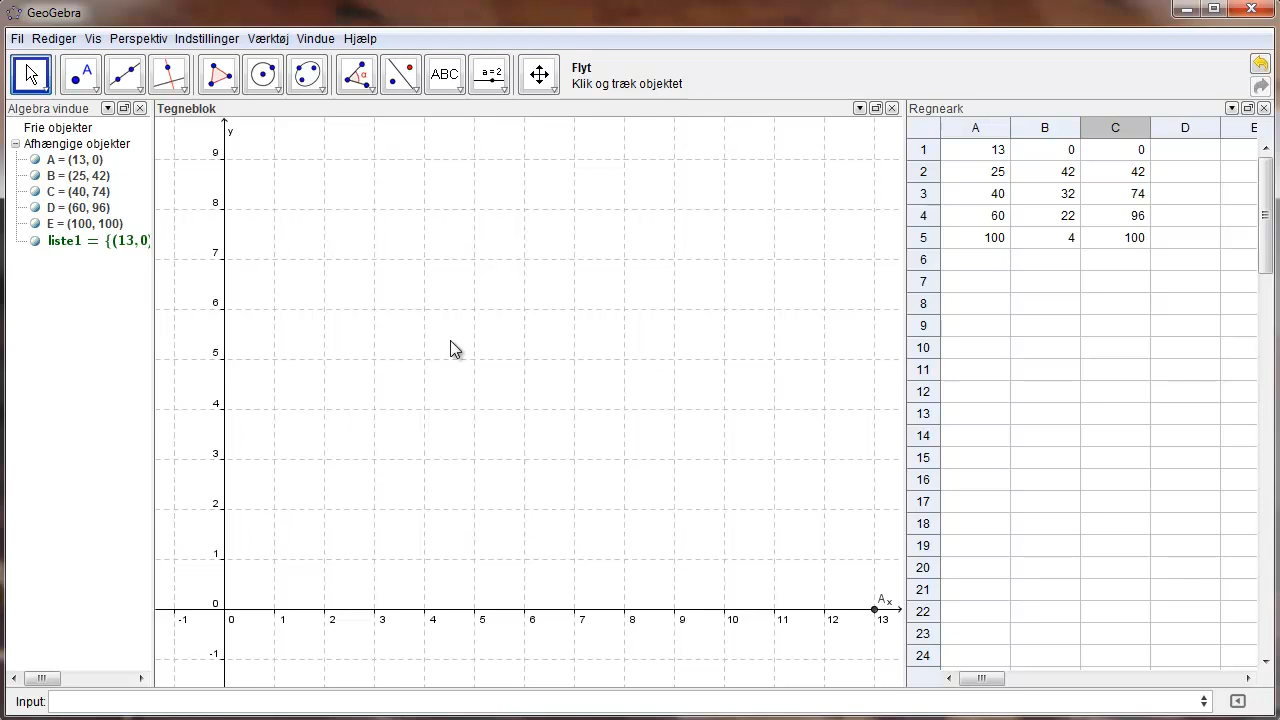 GeoGebra
Fil Rediger Vis Perspektiv Indstillinger Værktøj Vindue Hjælp
A ABC a=2 α
Flyt
Klik og træk objektet
Algebra vindue
Tegneblok
Regneark
Frie objekter
Afhængige objekter
A = (13, 0)
B = (25, 42)
C = (40, 74)
D = (60, 96)
E = (100, 100)
liste1 = {(13,0)
y
9
8
7
6
5
4
3
2
1
0
-1
A x
-1 0 1 2 3 4 5 6 7 8 9 10 11 12 13
A B C D E
1 13 0 0
2 25 42 42
3 40 32 74
4 60 22 96
5 100 4 100
6
7
8
9
10
11
12
13
14
15
16
17
18
19
20
21
22
23
24
Input: